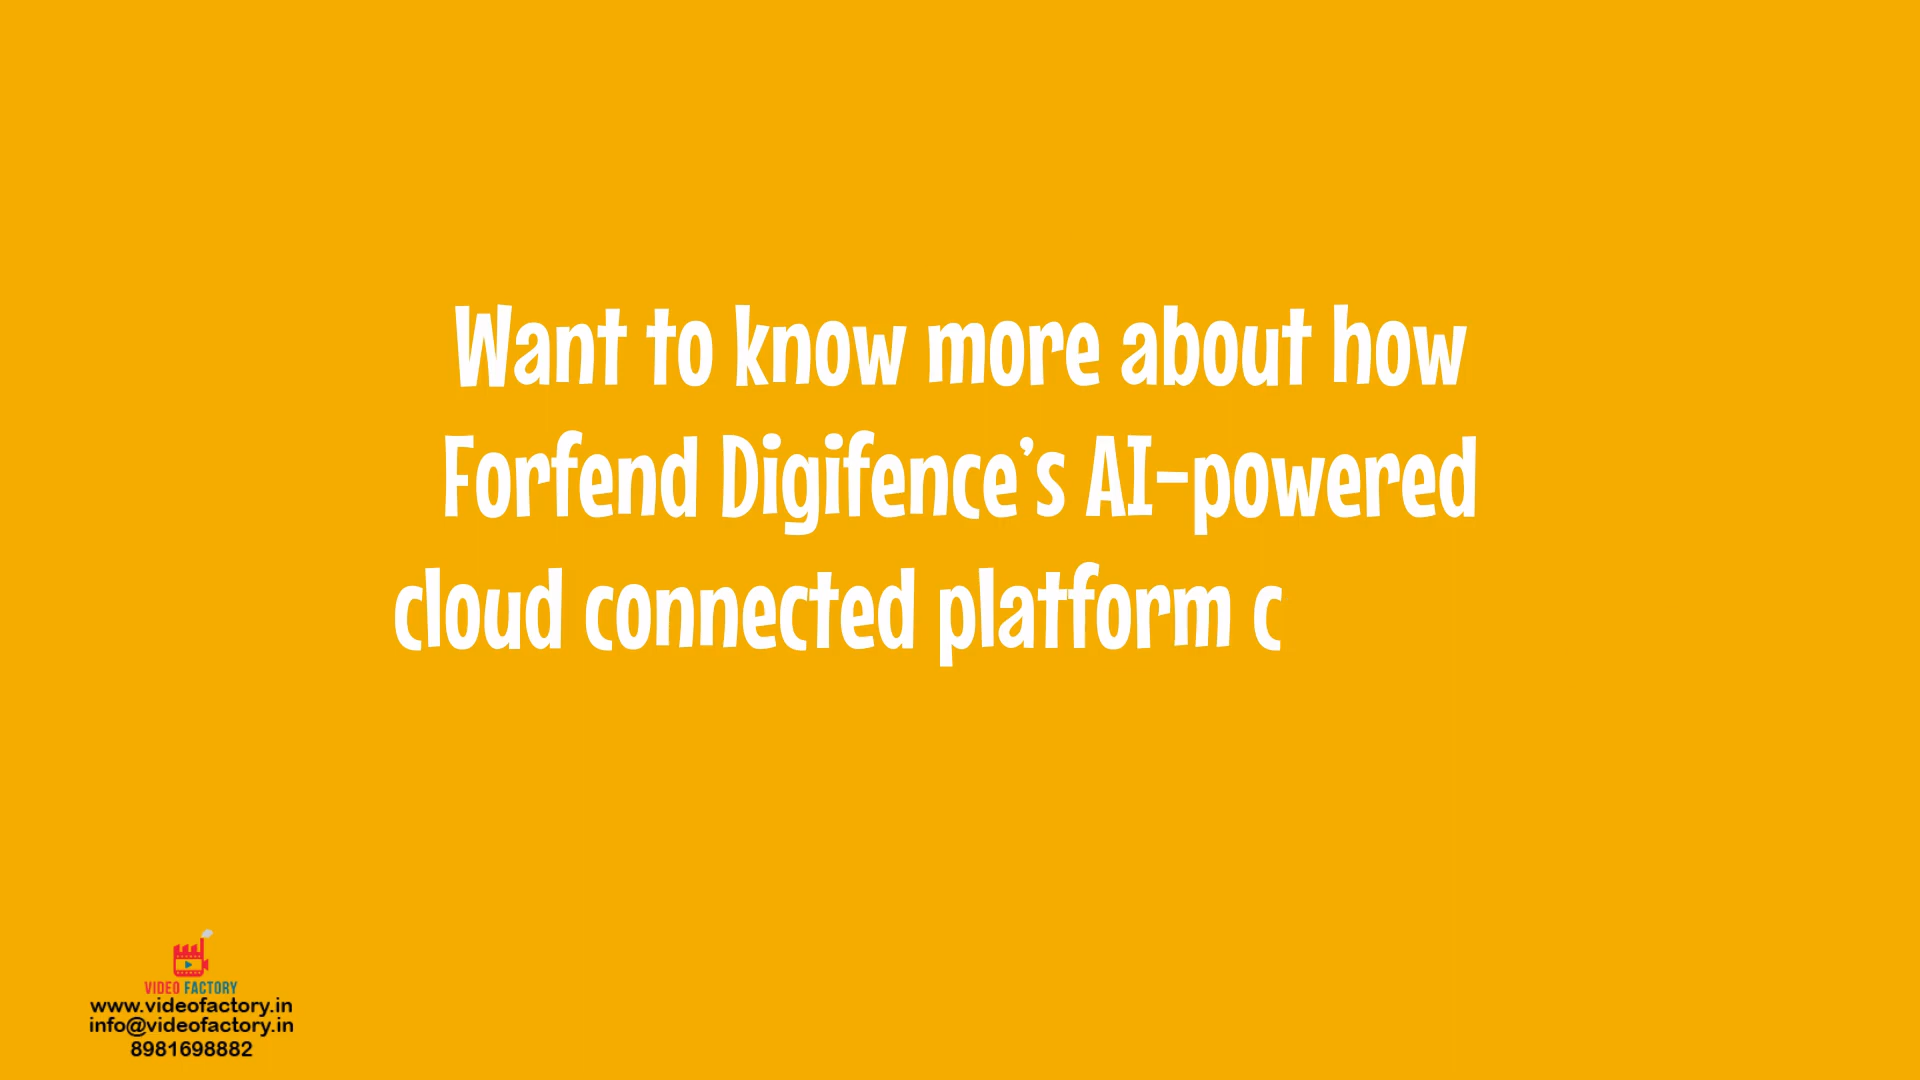 Want to know more about how
Forfend Digifence's AI-powered
cloud connected platform c
VIDEO FACTORY
www.videofactory.in
info@videofactory.in
8981698882